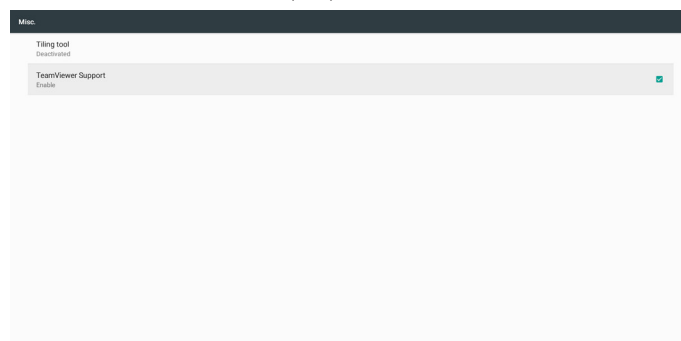 Misc.
Tiling tool
Deactivated
TeamViewer Support
Enable